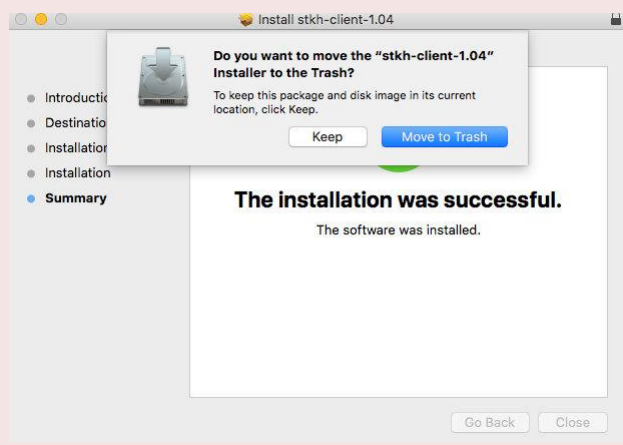 Install stkh-client-1.04
Do you want to move the “stkh-client-1.04”
Installer to the Trash?
To keep this package and disk image in its current
location, click Keep.
Keep
Move to Trash
Introductic
Destinatio
Installation
Installation
Summary
The installation was successful.
The software was installed.
Go Back
Close